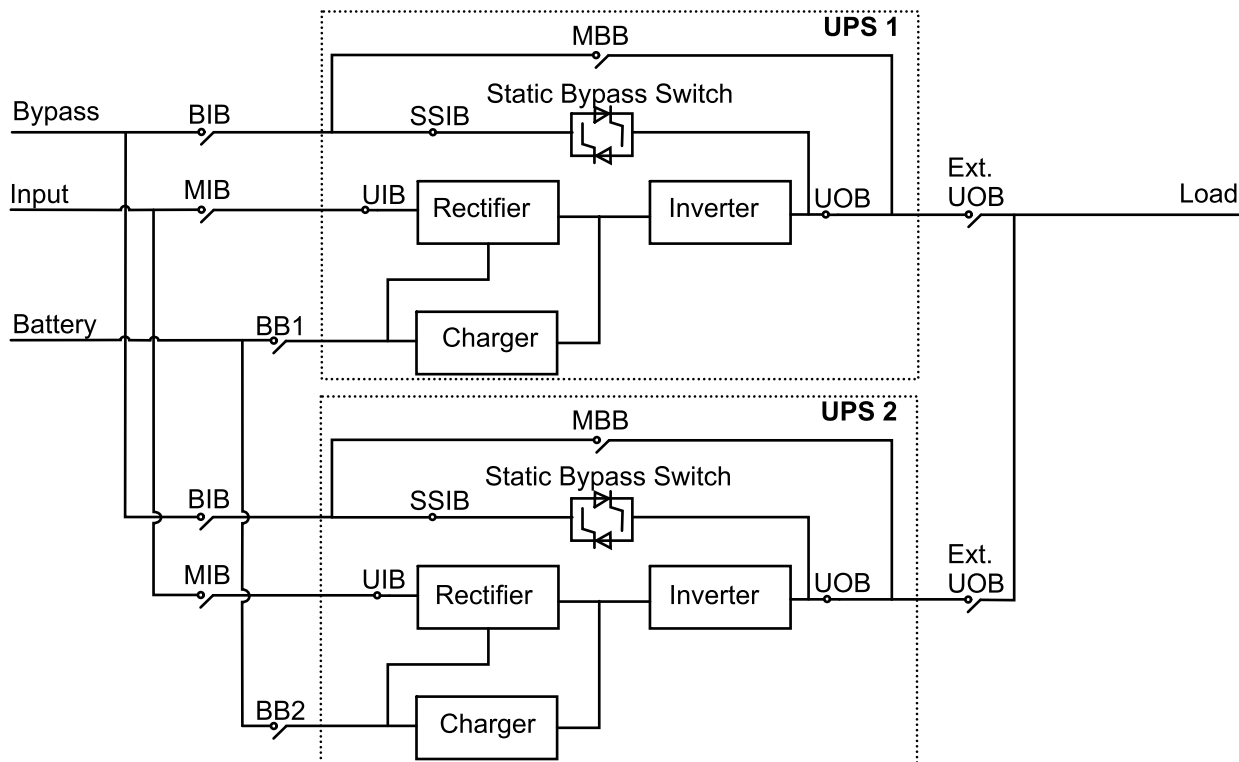 UPS 1
MBB
Static Bypass Switch
Bypass
BIB
SSIB
Input
MIB
UIB
Rectifier
Inverter
UOB
Ext.
UOB
Load
Battery
BB1
Charger
UPS 2
MBB
Static Bypass Switch
BIB
SSIB
MIB
UIB
Rectifier
Inverter
UOB
Ext.
UOB
BB2
Charger